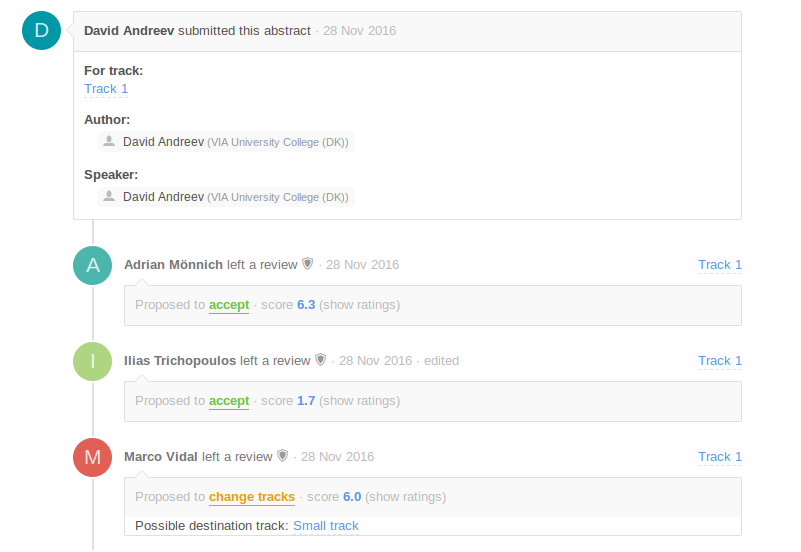 D
David Andreev submitted this abstract · 28 Nov 2016
For track:
Track 1
Author:
David Andreev (VIA University College (DK))
Speaker:
David Andreev (VIA University College (DK))
A
Adrian Mönnich left a review · 28 Nov 2016 Track 1
Proposed to accept · score 6.3 (show ratings)
I
Ilias Trichopoulos left a review · 28 Nov 2016 · edited Track 1
Proposed to accept · score 1.7 (show ratings)
M
Marco Vidal left a review · 28 Nov 2016 Track 1
Proposed to change tracks · score 6.0 (show ratings)
Possible destination track: Small track